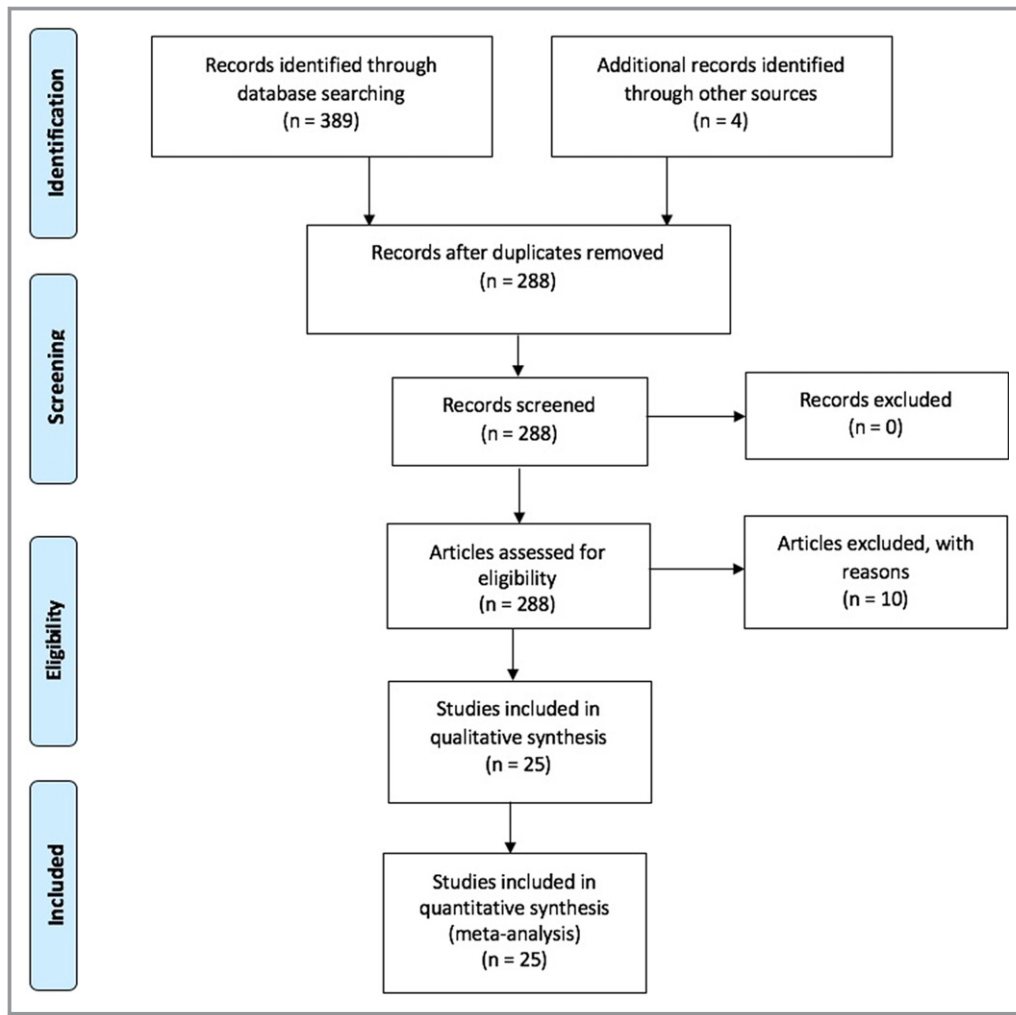 Identification
Records identified through
database searching
(n = 389)
Additional records identified
through other sources
(n = 4)
Records after duplicates removed
(n = 288)
Screening
Records screened
(n = 288)
Records excluded
(n = 0)
Eligibility
Articles assessed for
eligibility
(n = 288)
Articles excluded, with
reasons
(n = 10)
Studies included in
qualitative synthesis
(n = 25)
Included
Studies included in
quantitative synthesis
(meta-analysis)
(n = 25)